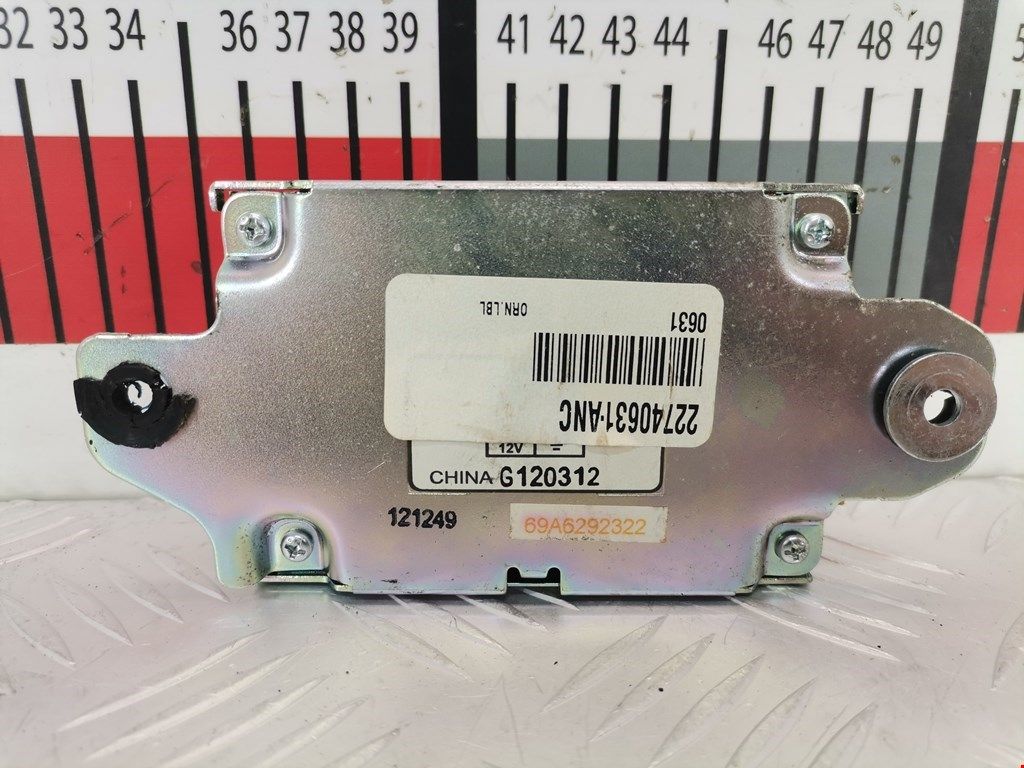 32 33 34 36 37 38 39 41 42 43 44 46 47 48 49
22740631-ANC
0631
ORN.LBL
12V
CHINA G120312
121249
69A6292322